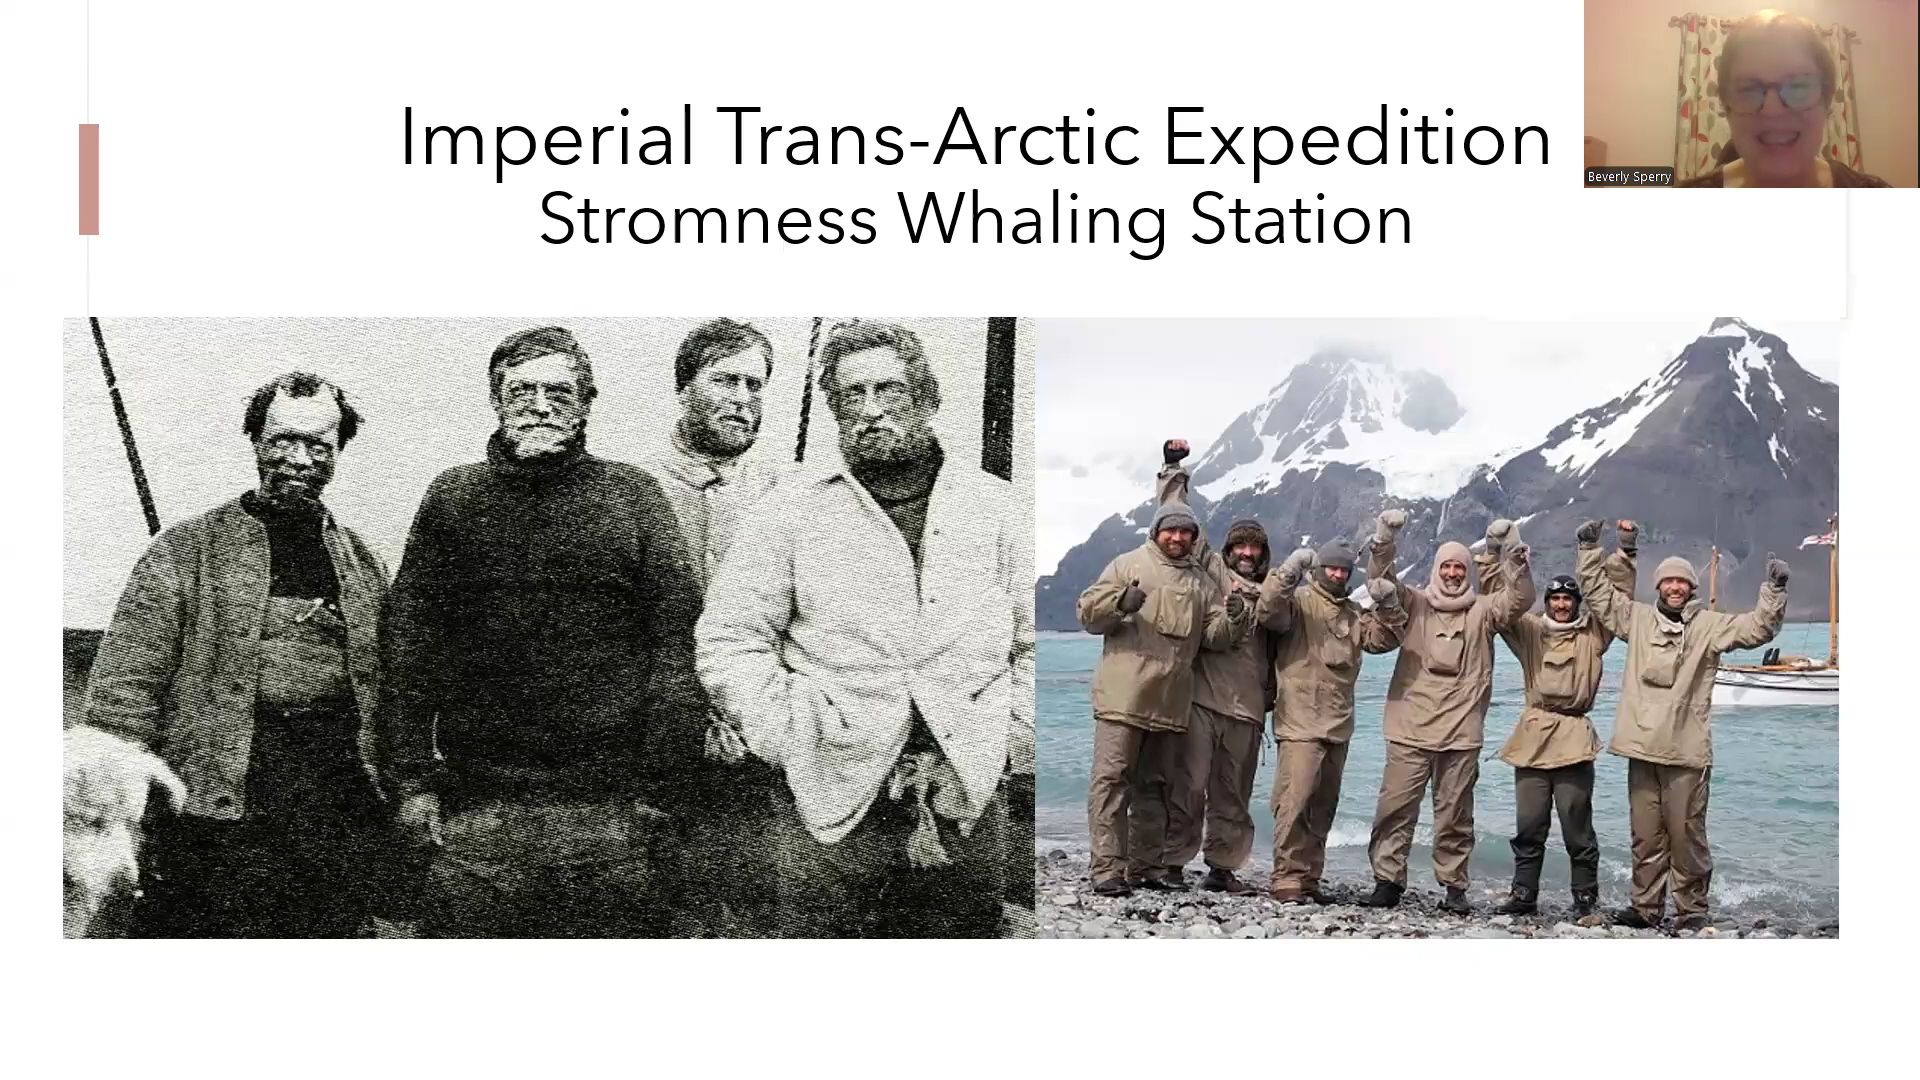 Imperial Trans-Arctic Expedition
Stromness Whaling Station
Beverly Sperry